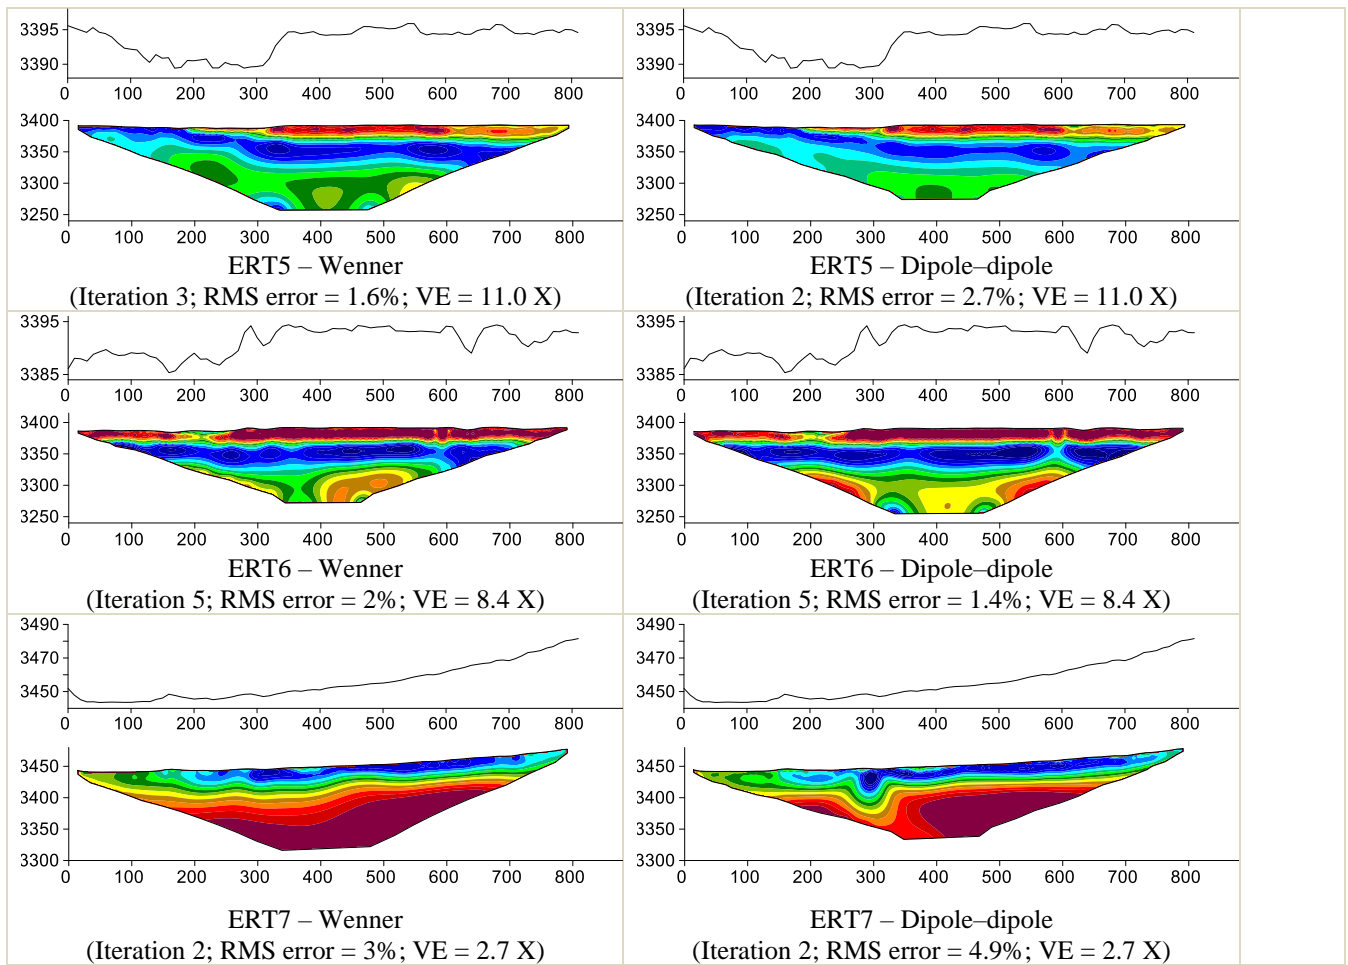 3395
3390
0 100 200 300 400 500 600 700 800
3400
3350
3300
3250
0 100 200 300 400 500 600 700 800
ERT5 – Wenner
(Iteration 3; RMS error = 1.6%; VE = 11.0 X)
3395
3390
0 100 200 300 400 500 600 700 800
3400
3350
3300
3250
0 100 200 300 400 500 600 700 800
ERT5 – Dipole–dipole
(Iteration 2; RMS error = 2.7%; VE = 11.0 X)
3395
3385
0 100 200 300 400 500 600 700 800
3400
3350
3300
3250
0 100 200 300 400 500 600 700 800
ERT6 – Wenner
(Iteration 5; RMS error = 2%; VE = 8.4 X)
3395
3385
0 100 200 300 400 500 600 700 800
3400
3350
3300
3250
0 100 200 300 400 500 600 700 800
ERT6 – Dipole–dipole
(Iteration 5; RMS error = 1.4%; VE = 8.4 X)
3490
3470
3450
0 100 200 300 400 500 600 700 800
3450
3400
3350
3300
0 100 200 300 400 500 600 700 800
ERT7 – Wenner
(Iteration 2; RMS error = 3%; VE = 2.7 X)
3490
3470
3450
0 100 200 300 400 500 600 700 800
3450
3400
3350
3300
0 100 200 300 400 500 600 700 800
ERT7 – Dipole–dipole
(Iteration 2; RMS error = 4.9%; VE = 2.7 X)